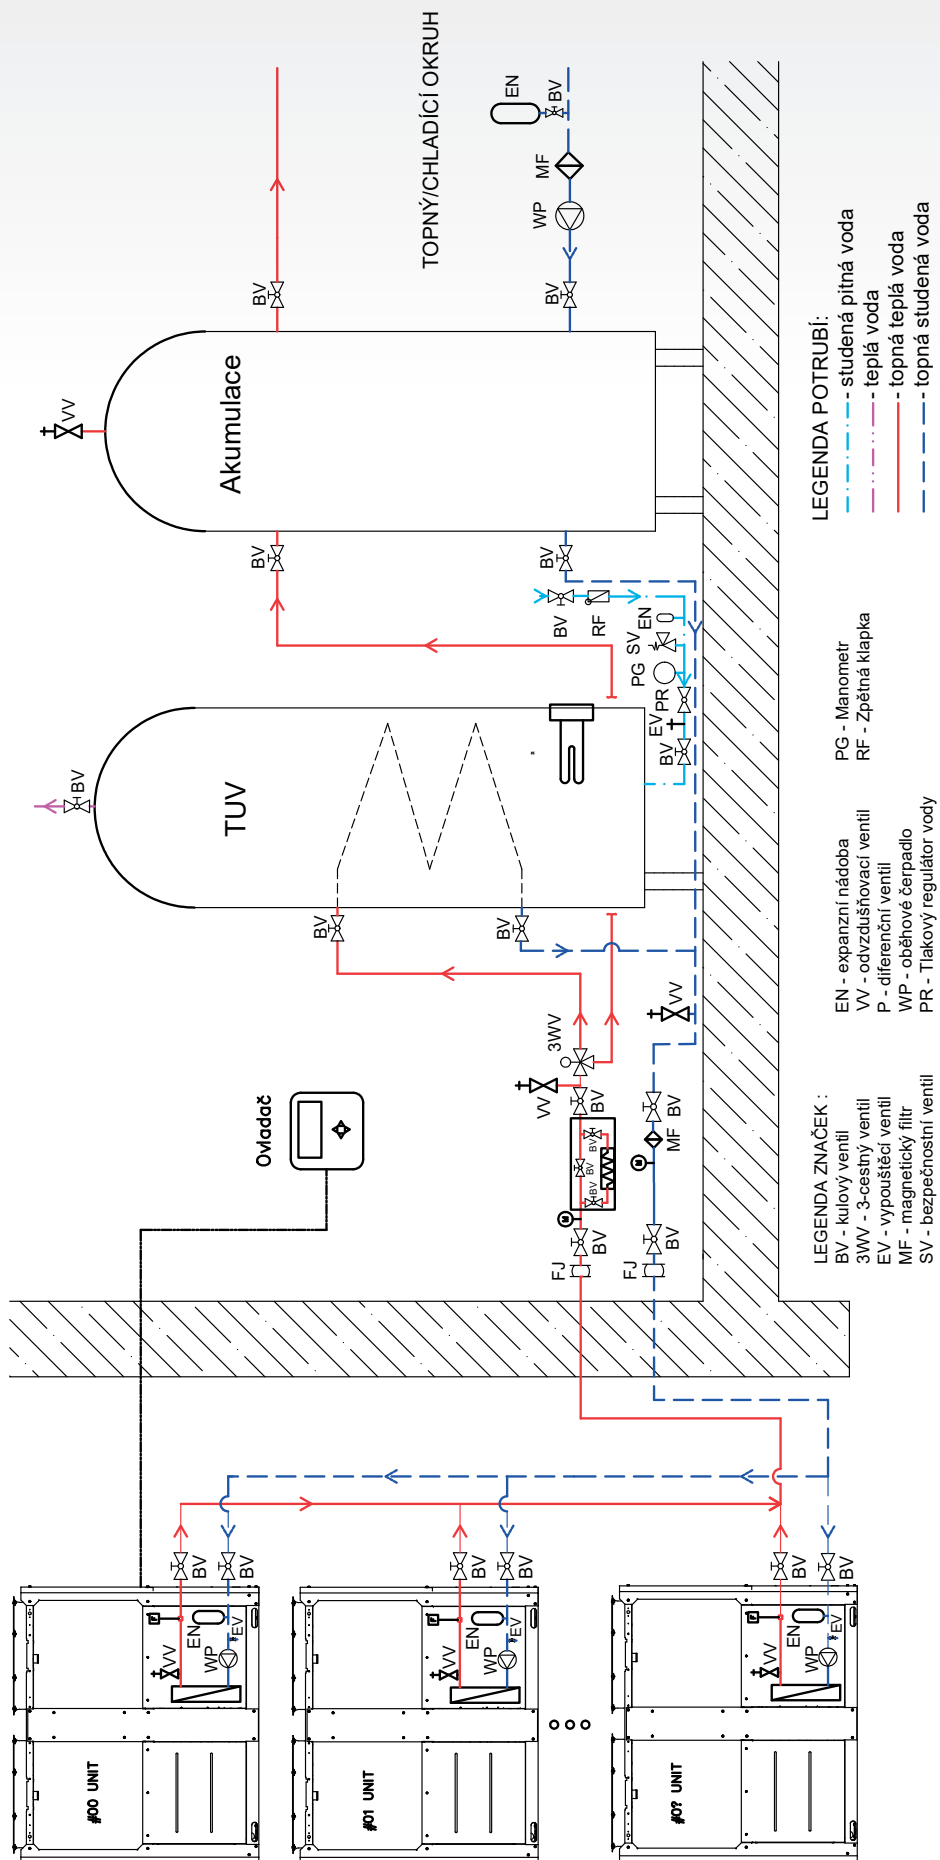 Ovladač
TUV
Akumulace
TOPNÝ/CHLADÍCÍ OKRUH
VV
BV
BV
BV
BV
BV
BV
BV
BV
EN
BV
MF
WP
BV
RF
EN
SV
PG
PR
EV
BV
3WV
VV
BV
BV
BV
BV
M
BV
FJ
VV
BV
MF
M
BV
FJ
#00 UNIT
VV
F
EN
WP
EV
BV
BV
#01 UNIT
VV
F
EN
WP
EV
BV
BV
#0? UNIT
VV
F
EN
WP
EV
BV
BV
LEGENDA ZNAČEK :
BV - kulový ventil
3WV - 3-cestný ventil
EV - vypouštěcí ventil
MF - magnetický filtr
SV - bezpečnostní ventil
EN - expanzní nádoba
VV - odvzdušňovací ventil
P - diferenční ventil
WP - oběhové čerpadlo
PR - Tlakový regulátor vody
PG - Manometr
RF - Zpětná klapka
LEGENDA POTRUBÍ:
- studená pitná voda
- teplá voda
- topná teplá voda
- topná studená voda